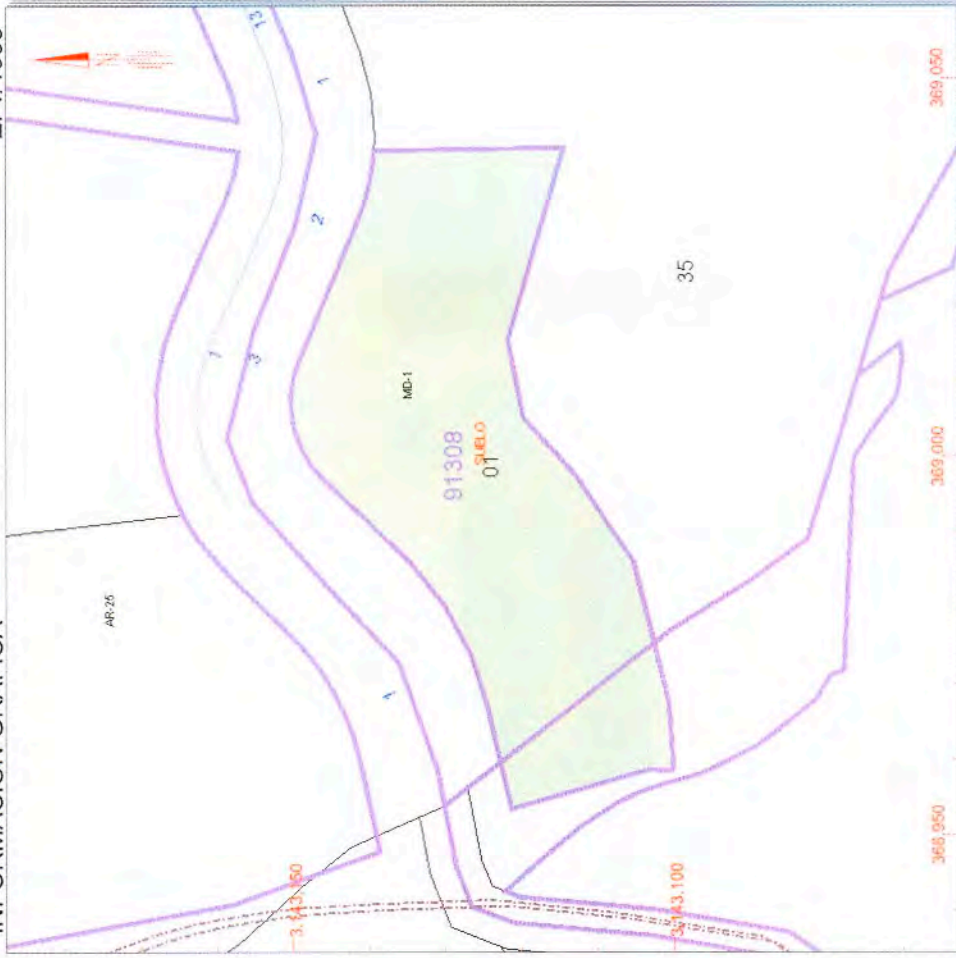 INFORMACIÓN GRÁFICA
13
N
1
2
1
3
AR-25
MD-1
91308
SUELO
01
35
1
3,143,150
3,143,100
368,950
369,000
369,050